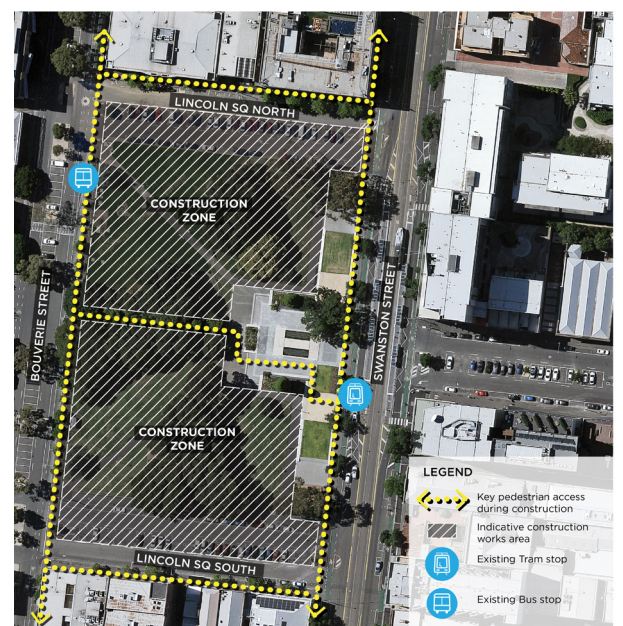 LINCOLN SQ NORTH
CONSTRUCTION
ZONE
BOUVERIE STREET
SWANSTON STREET
CONSTRUCTION
ZONE
LINCOLN SQ SOUTH
LEGEND
Key pedestrian access
during construction
Indicative construction
works area
Existing Tram stop
Existing Bus stop